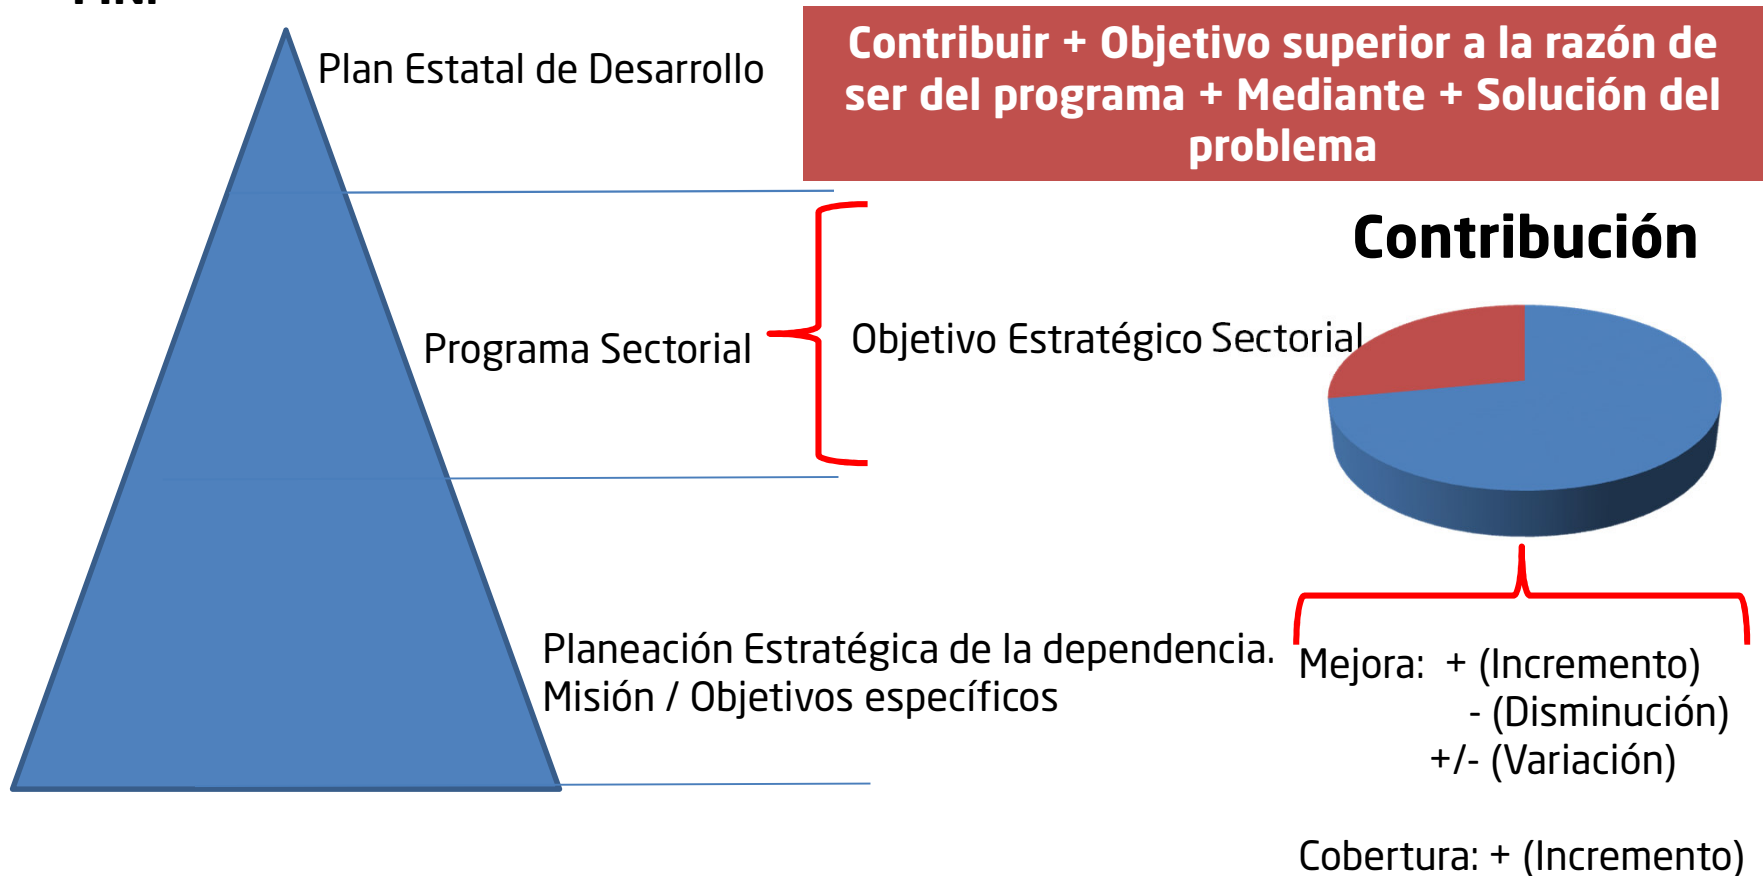 Plan Estatal de Desarrollo
Contribuir + Objetivo superior a la razón de
ser del programa + Mediante + Solución del
problema
Contribución
Programa Sectorial
Objetivo Estratégico Sectorial
Planeación Estratégica de la dependencia.
Misión / Objetivos específicos
Mejora: + (Incremento)
- (Disminución)
+/- (Variación)
Cobertura: + (Incremento)